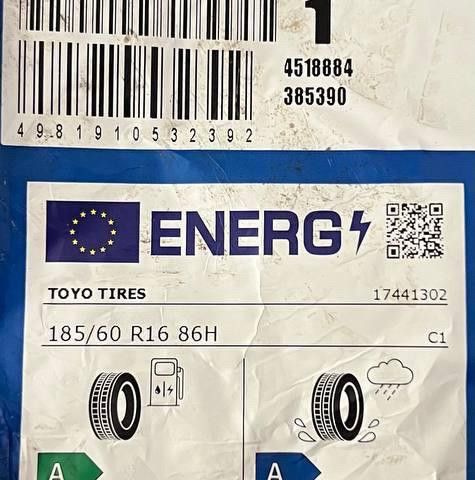 1
4518884
385390
4981910532392
ENERG
TOYO TIRES 17441302
185/60 R16 86H C1
A A